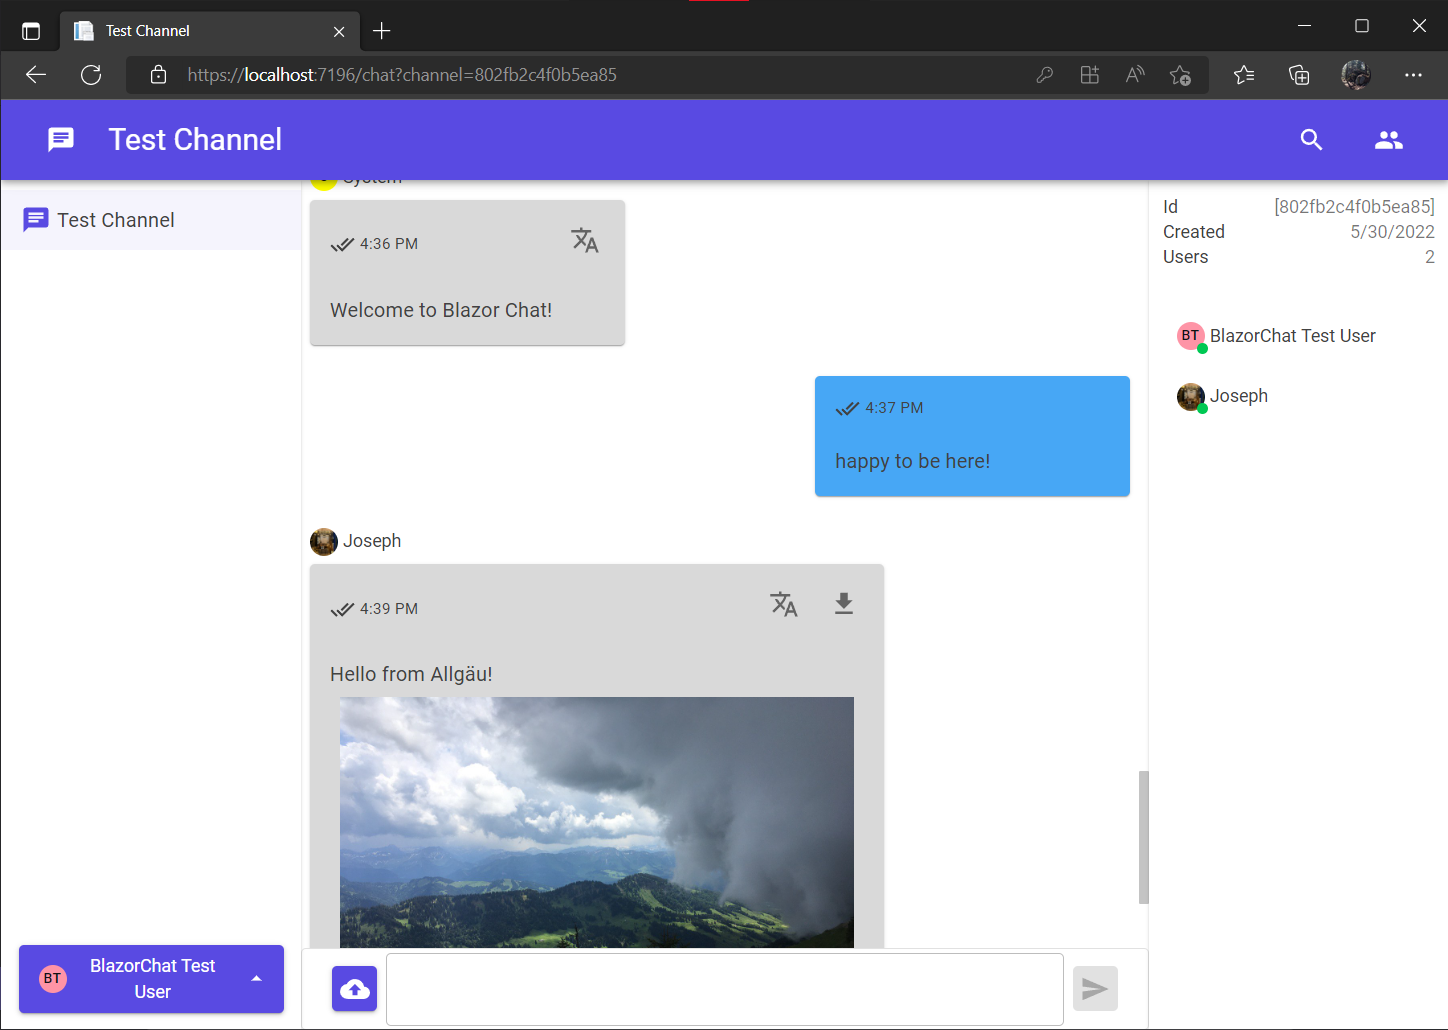 Test Channel
https://localhost:7196/chat?channel=802fb2c4f0b5ea85
Test Channel
Test Channel
System
4:36 PM
Welcome to Blazor Chat!
4:37 PM
happy to be here!
Joseph
4:39 PM
Hello from Allgäu!
Id [802fb2c4f0b5ea85]
Created 5/30/2022
Users 2
BT BlazorChat Test User
Joseph
BT BlazorChat Test
User